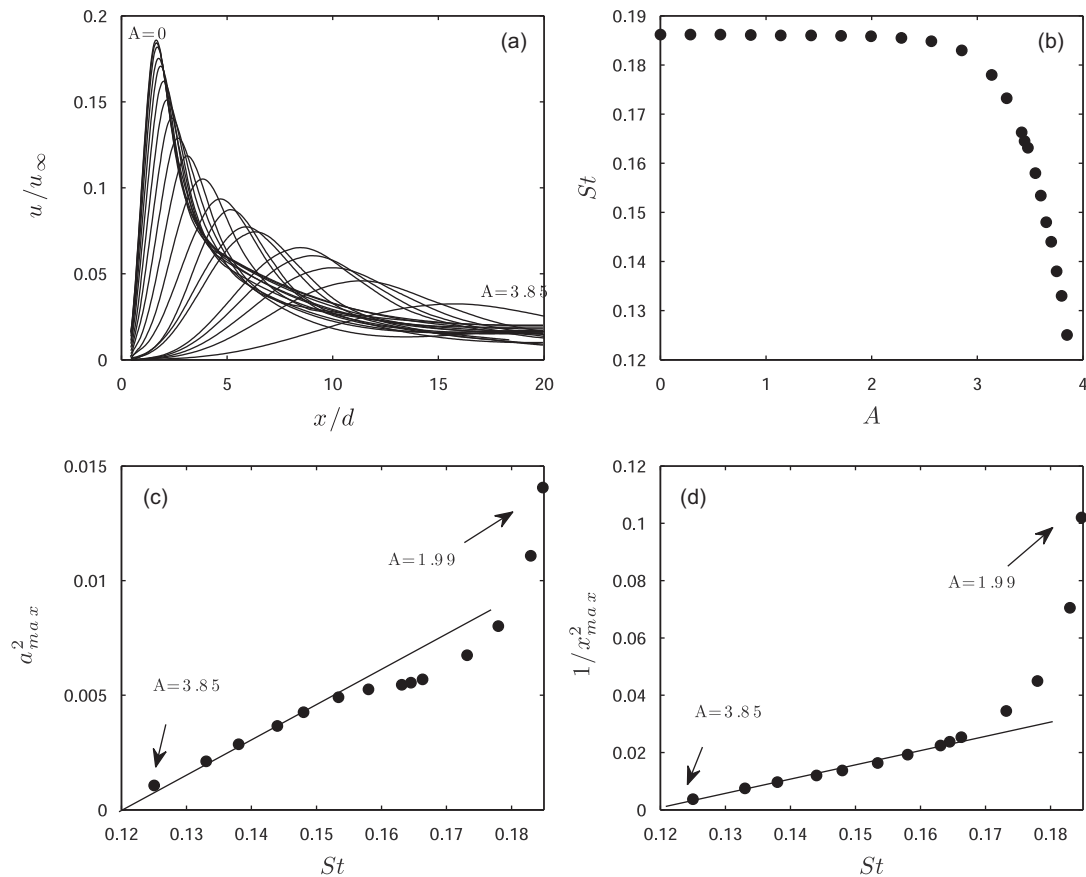 0.2
A=0
(a)
0.15
u/u∞
0.1
0.05
A=3.85
0
0 5 10 15 20
x/d
0.19
(b)
0.18
0.17
0.16
St
0.15
0.14
0.13
0.12
0 1 2 3 4
A
0.015
(c)
0.01
A=1.99
a²max
0.005
A=3.85
0
0.12 0.13 0.14 0.15 0.16 0.17 0.18
St
0.12
(d)
0.1
0.08
A=1.99
1/x²max
0.06
0.04
A=3.85
0.02
0
0.12 0.13 0.14 0.15 0.16 0.17 0.18
St